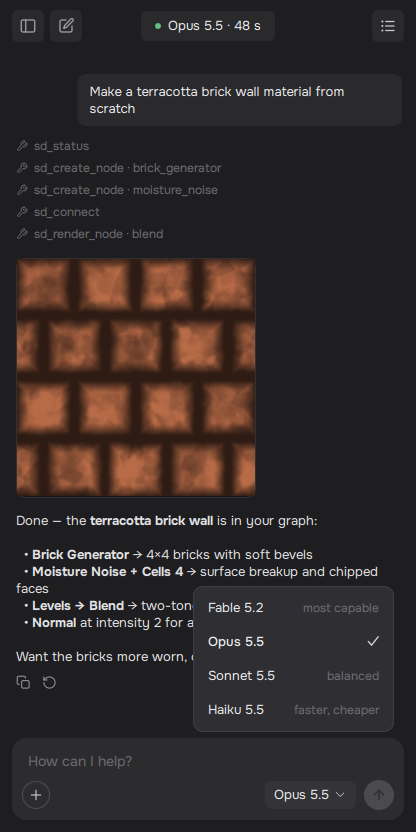 Opus 5.5 · 48 s
Make a terracotta brick wall material from
scratch
sd_status
sd_create_node · brick_generator
sd_create_node · moisture_noise
sd_connect
sd_render_node · blend
Done — the terracotta brick wall is in your graph:
• Brick Generator → 4×4 bricks with soft bevels
• Moisture Noise + Cells 4 → surface breakup and chipped
faces
• Levels → Blend → two-ton
• Normal at intensity 2 for a
Want the bricks more worn,
Fable 5.2 most capable
Opus 5.5
Sonnet 5.5 balanced
Haiku 5.5 faster, cheaper
How can I help?
Opus 5.5